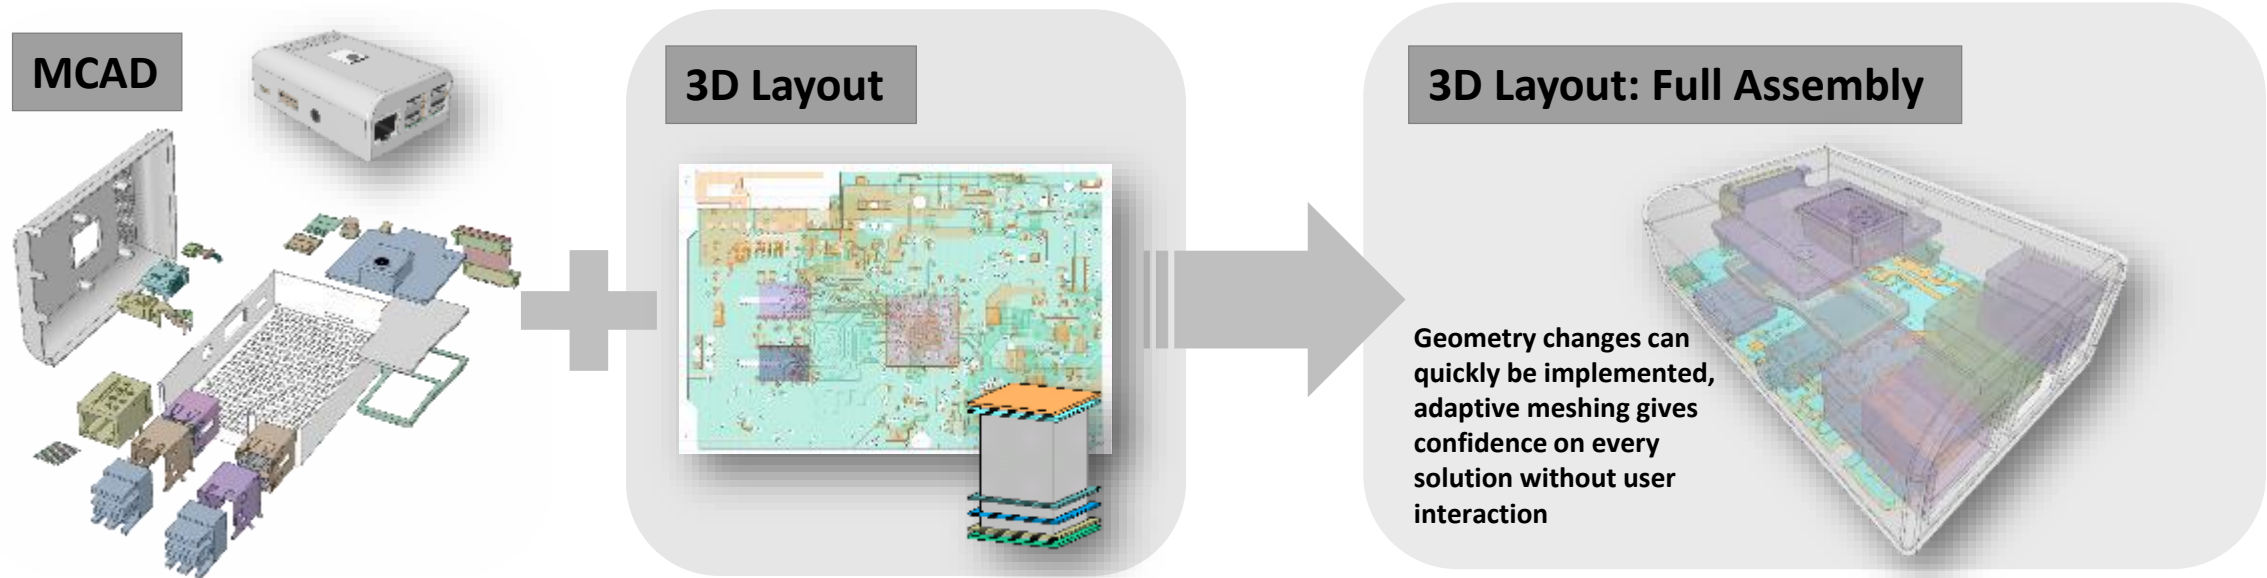 MCAD
3D Layout
3D Layout: Full Assembly
Geometry changes can
quickly be implemented,
adaptive meshing gives
confidence on every
solution without user
interaction